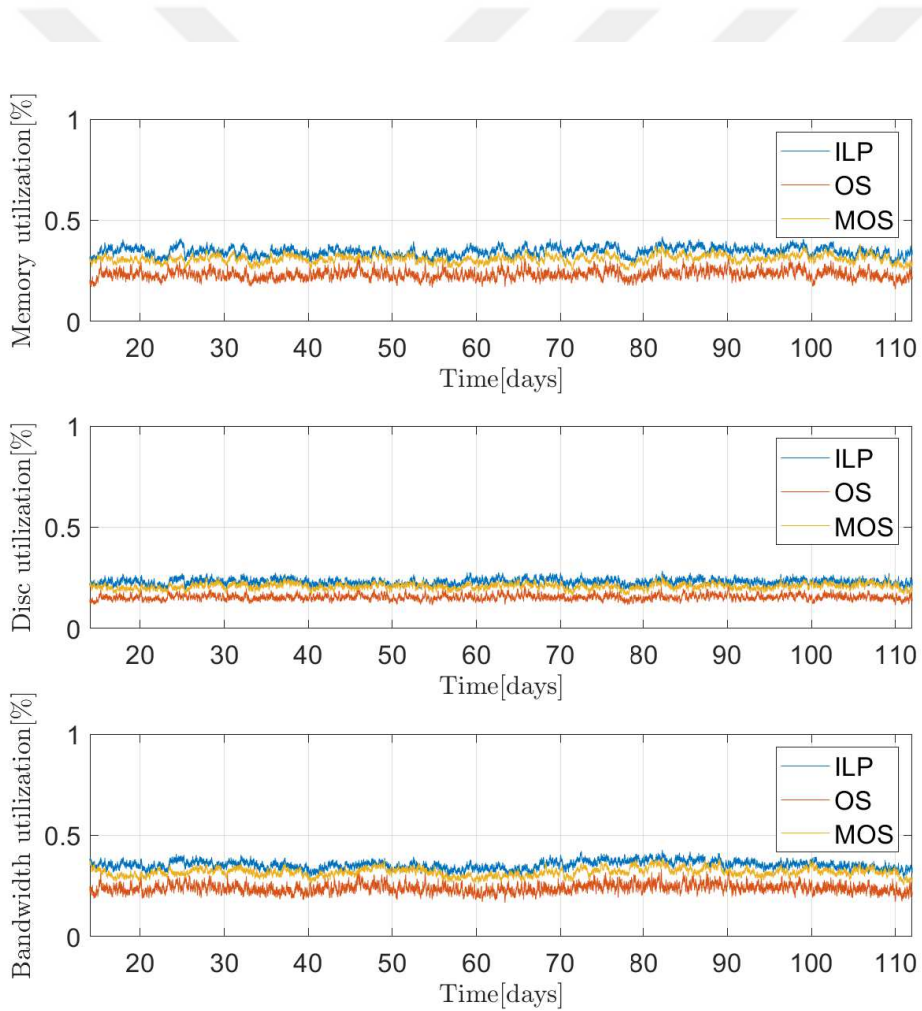 Memory utilization[%]
1
0.5
0
ILP
OS
MOS
20 30 40 50 60 70 80 90 100 110
Time[days]
Disc utilization[%]
1
0.5
0
ILP
OS
MOS
20 30 40 50 60 70 80 90 100 110
Time[days]
Bandwidth utilization[%]
1
0.5
0
ILP
OS
MOS
20 30 40 50 60 70 80 90 100 110
Time[days]